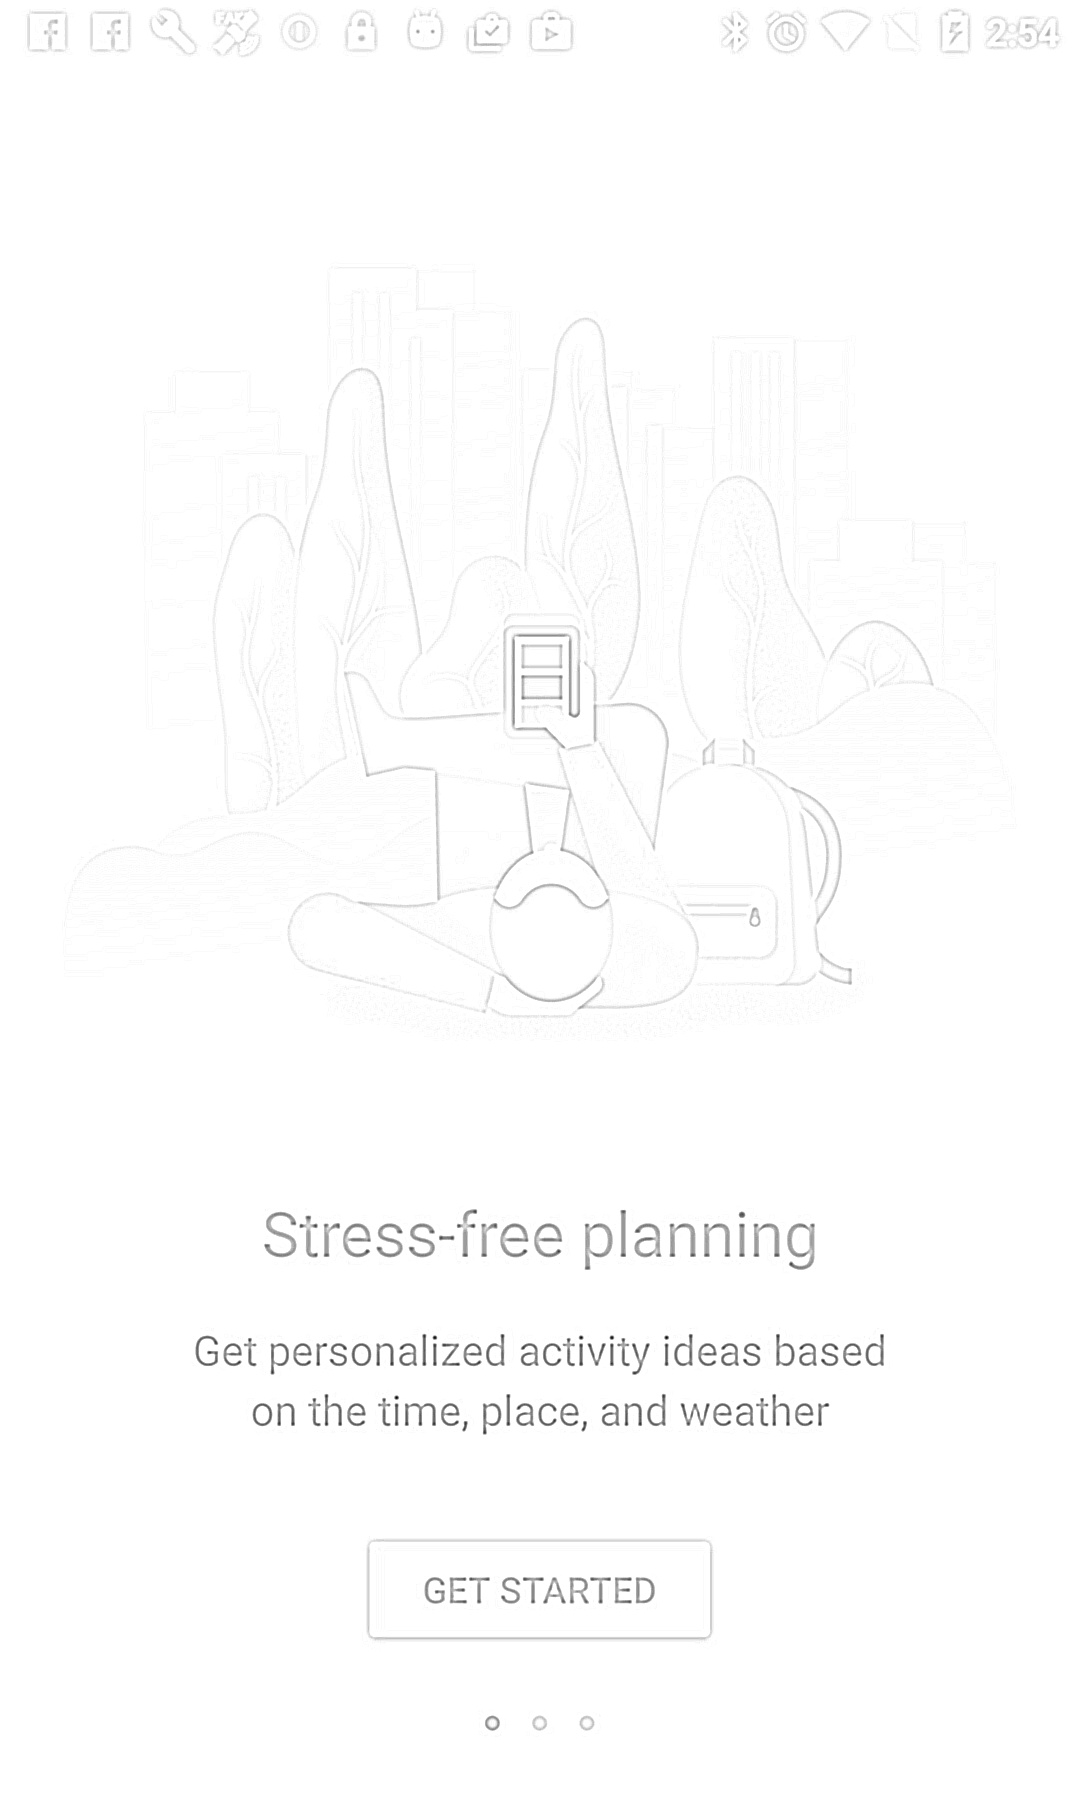 2:54
Stress-free planning
Get personalized activity ideas based
on the time, place, and weather
GET STARTED